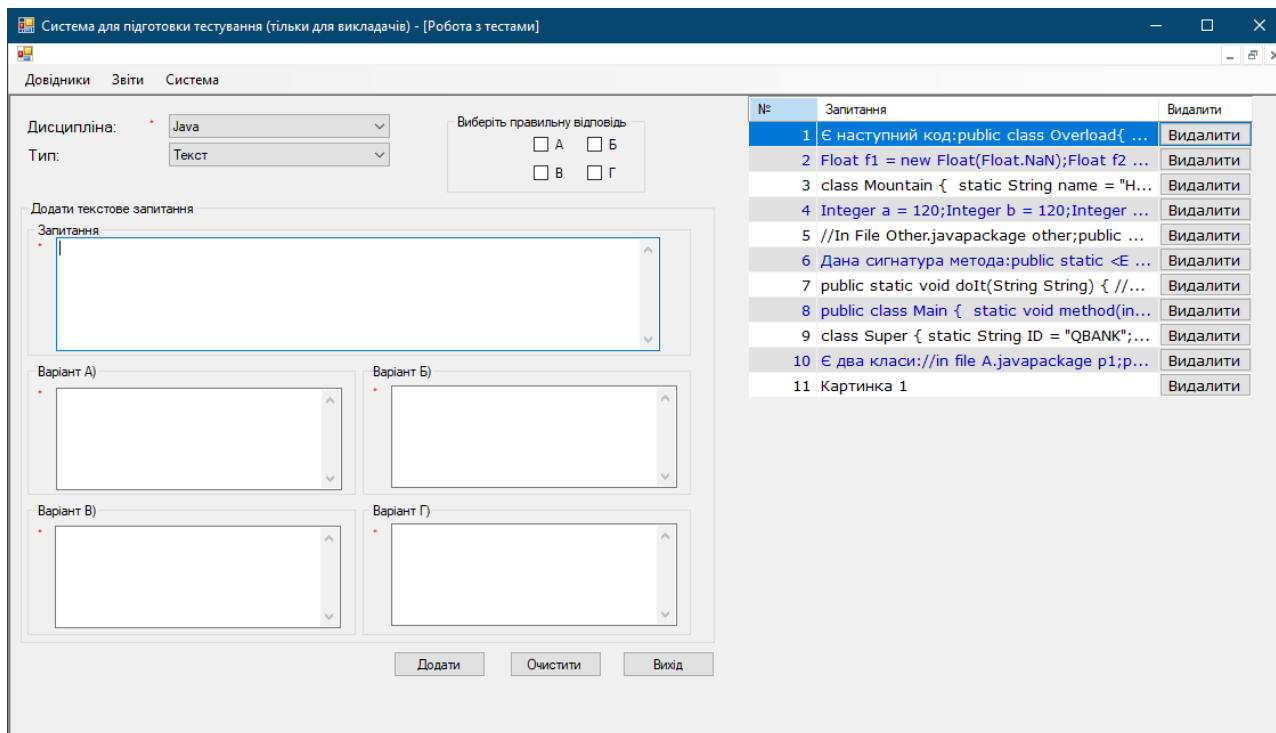 Система для підготовки тестування (тільки для викладачів) - [Робота з тестами]
Довідники Звіти Система
Дисципліна: * Java
Тип: Текст
Виберіть правильну відповідь
А Б
В Г
Додати текстове запитання
Запитання
*
Варіант А) Варіант Б)
* *
Варіант В) Варіант Г)
* *
Додати Очистити Вихід
№ Запитання Видалити
1 Є наступний код:public class Overload{ ... Видалити
2 Float f1 = new Float(Float.NaN);Float f2 ... Видалити
3 class Mountain { static String name = "H... Видалити
4 Integer a = 120;Integer b = 120;Integer ... Видалити
5 //In File Other.javapackage other;public ... Видалити
6 Дана сигнатура метода:public static <E ... Видалити
7 public static void doIt(String String) { //... Видалити
8 public class Main { static void method(in... Видалити
9 class Super { static String ID = "QBANK";... Видалити
10 Є два класи://in file A.javapackage p1;p... Видалити
11 Картинка 1 Видалити